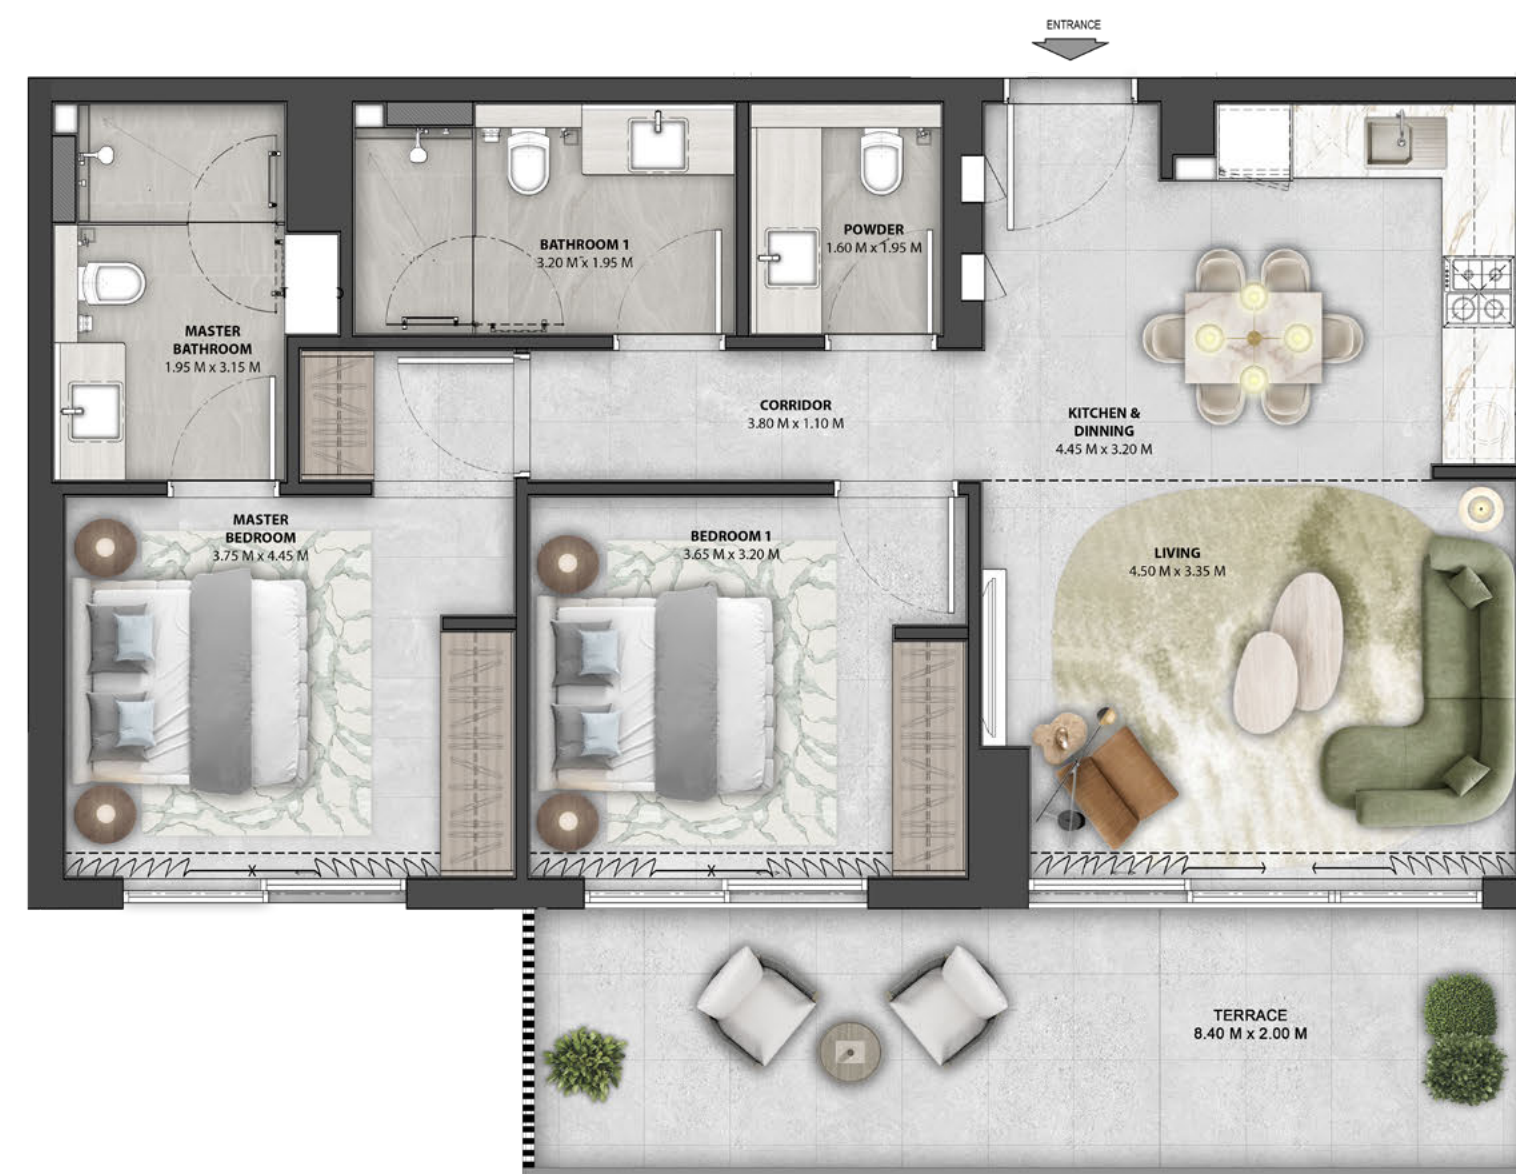 ENTRANCE
BATHROOM 1
3.20 M x 1.95 M
POWDER
1.60 M x 1.95 M
MASTER
BATHROOM
1.95 M x 3.15 M
CORRIDOR
3.80 M x 1.10 M
KITCHEN &
DINNING
4.45 M x 3.20 M
MASTER
BEDROOM
3.75 M x 4.45 M
BEDROOM 1
3.65 M x 3.20 M
LIVING
4.50 M x 3.35 M
TERRACE
8.40 M x 2.00 M